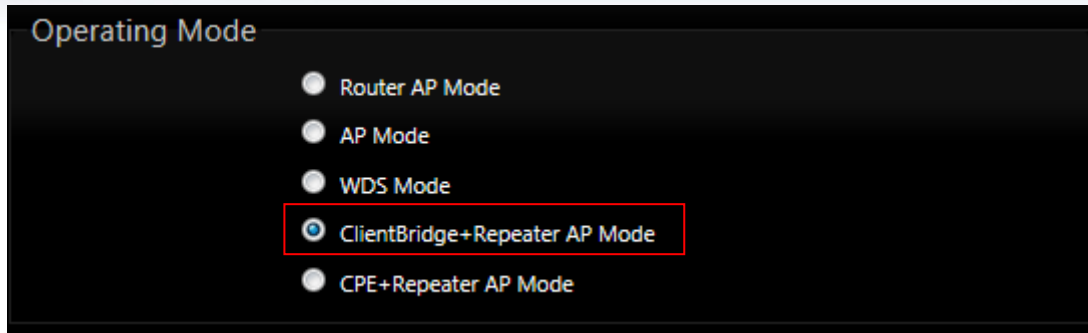 Operating Mode
Router AP Mode
AP Mode
WDS Mode
ClientBridge+Repeater AP Mode
CPE+Repeater AP Mode